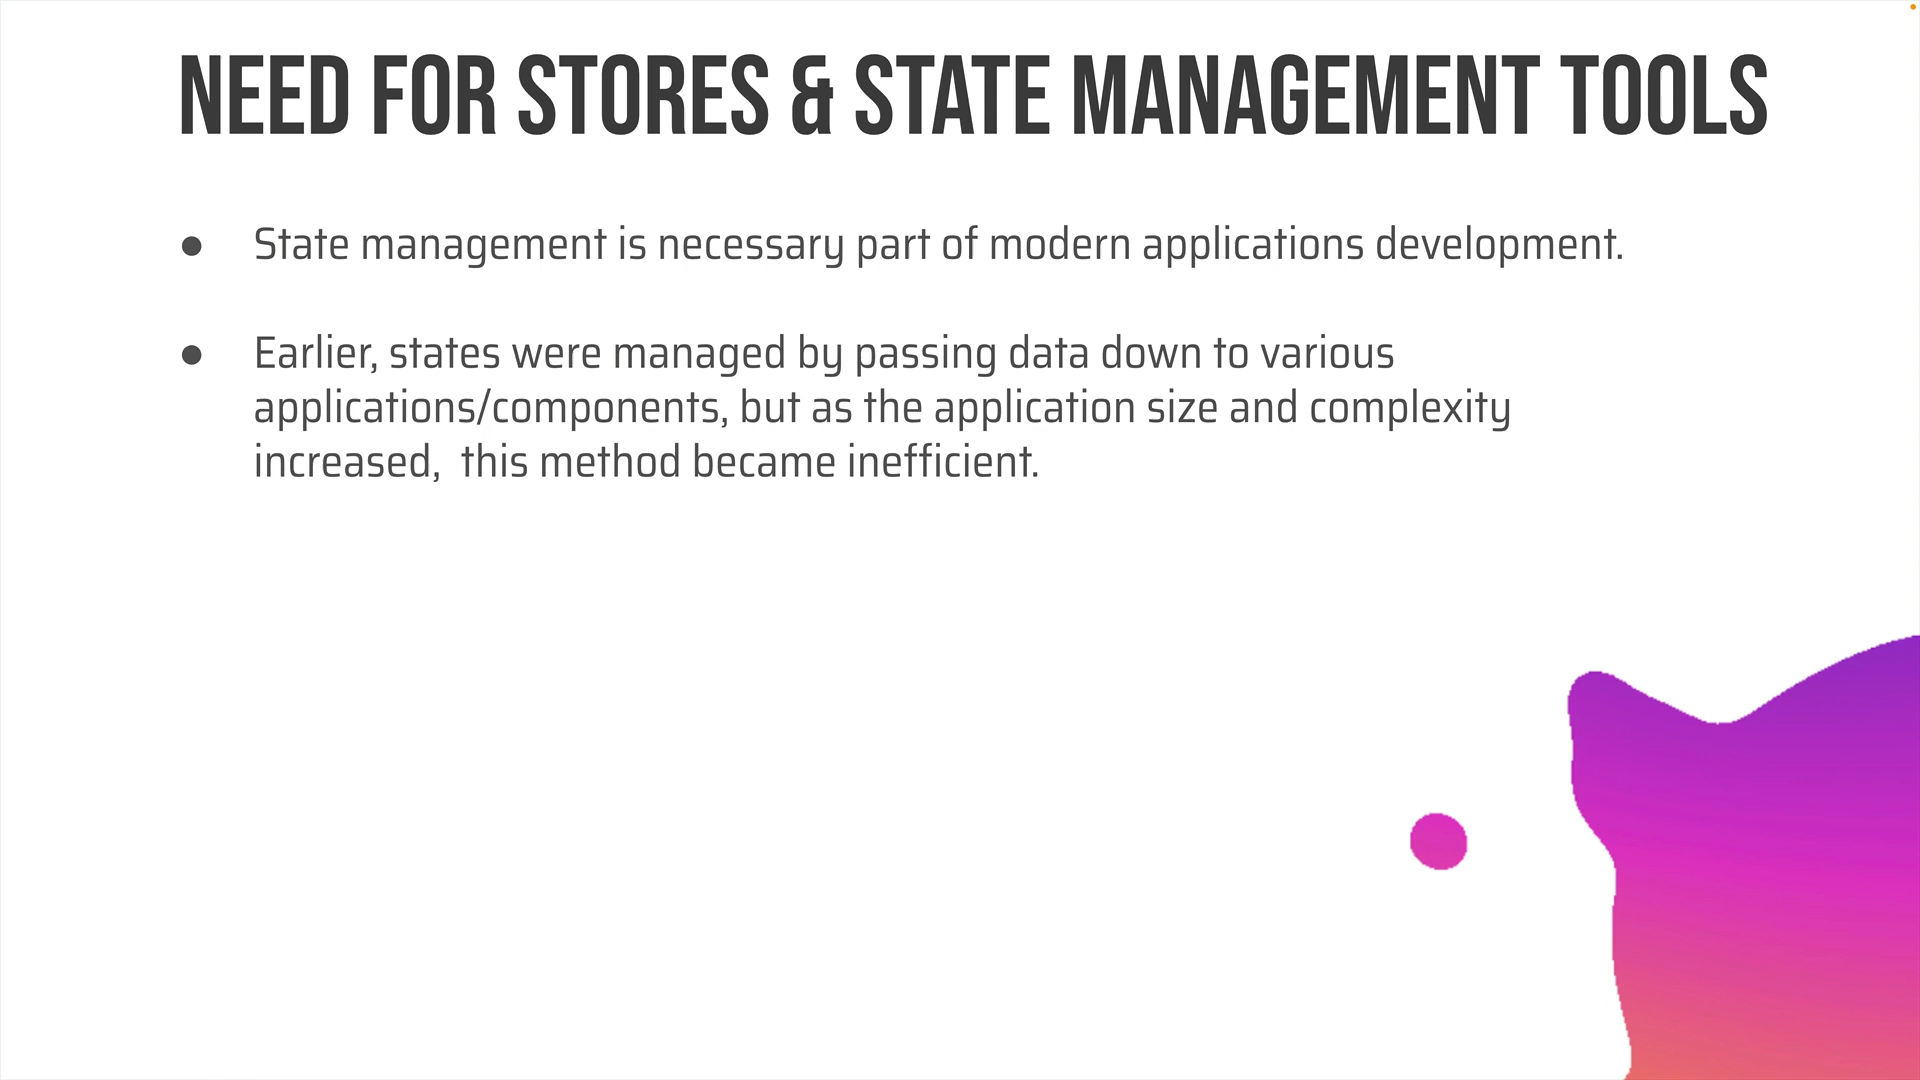 NEED FOR STORES & STATE MANAGEMENT TOOLS
● State management is necessary part of modern applications development.
● Earlier, states were managed by passing data down to various
applications/components, but as the application size and complexity
increased,  this method became inefficient.